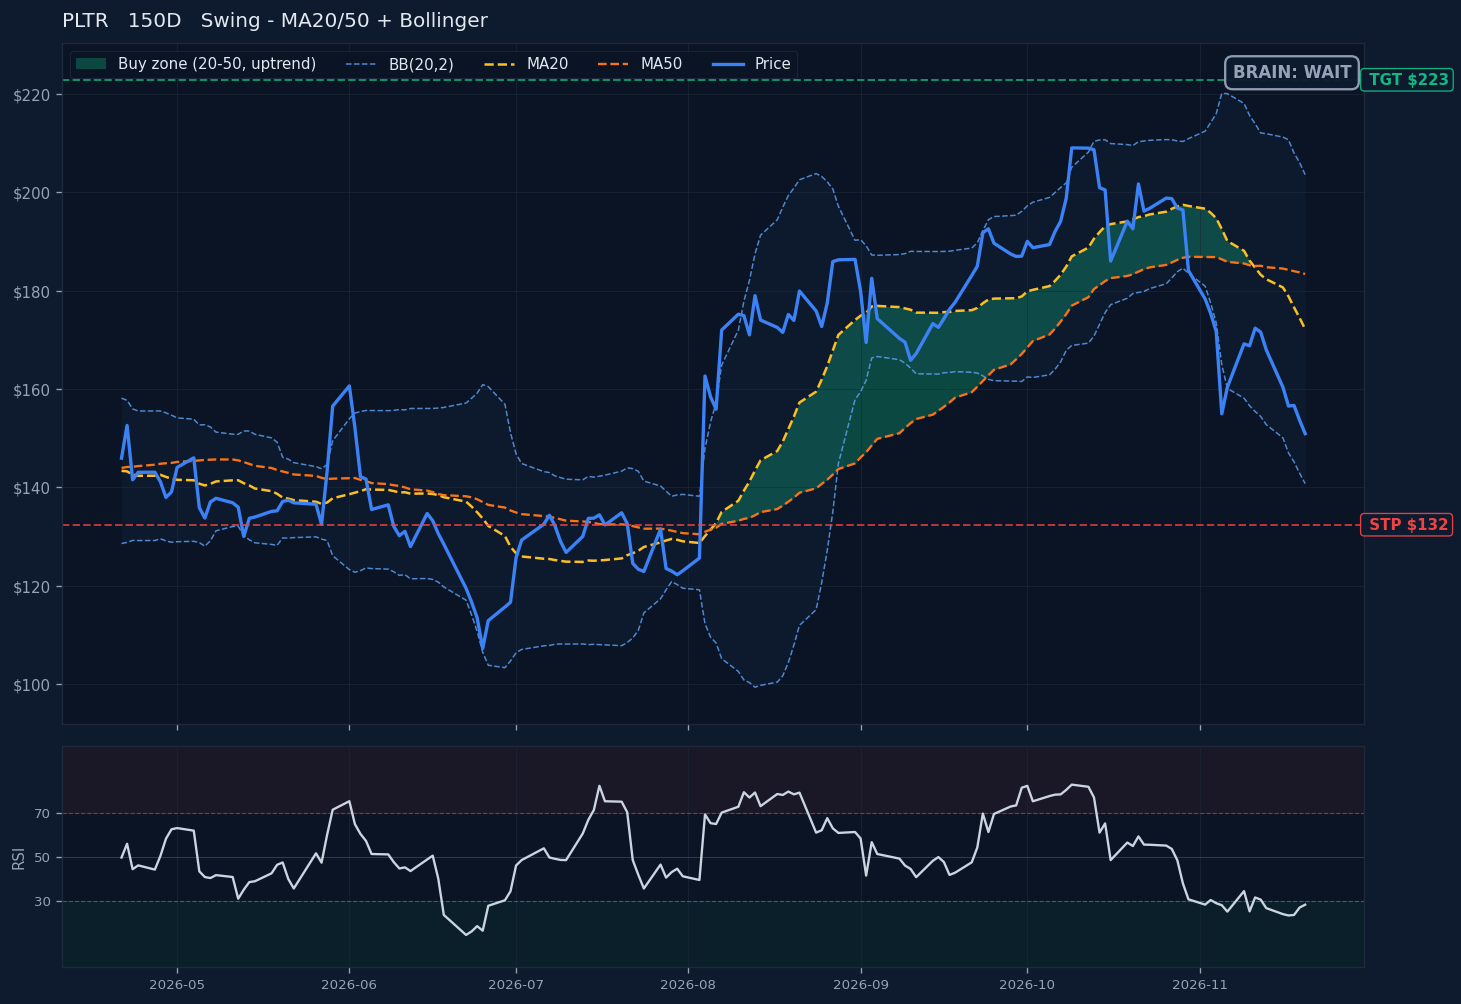 PLTR 150D Swing - MA20/50 + Bollinger
Buy zone (20-50, uptrend) BB(20,2) MA20 MA50 Price
BRAIN: WAIT
TGT $223
$220
$200
$180
$160
$140
STP $132
$120
$100
70
50
30
RSI
2026-05 2026-06 2026-07 2026-08 2026-09 2026-10 2026-11